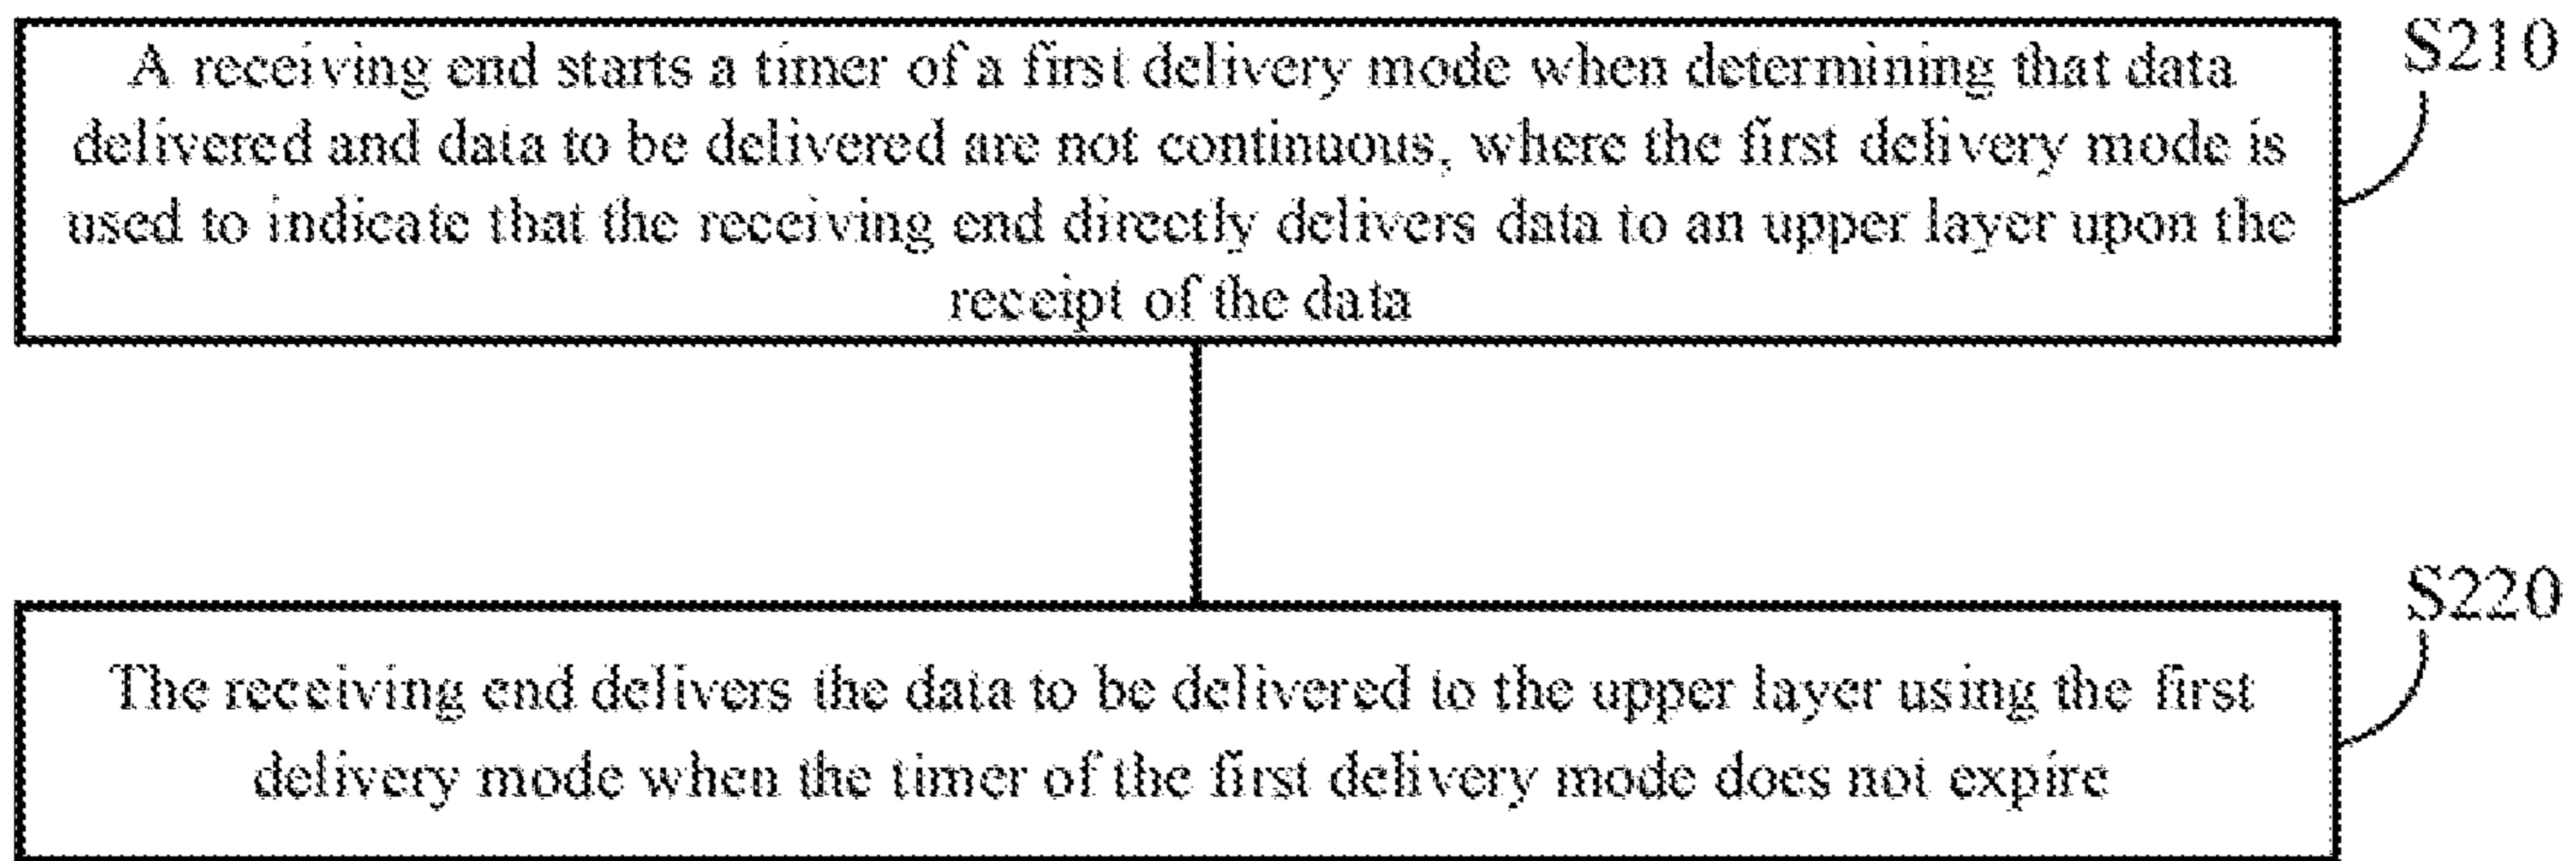 A receiving end starts a timer of a first delivery mode when determining that data
delivered and data to be delivered are not continuous, where the first delivery mode is
used to indicate that the receiving end directly delivers data to an upper layer upon the
receipt of the data
S210
The receiving end delivers the data to be delivered to the upper layer using the first
delivery mode when the timer of the first delivery mode does not expire
S220